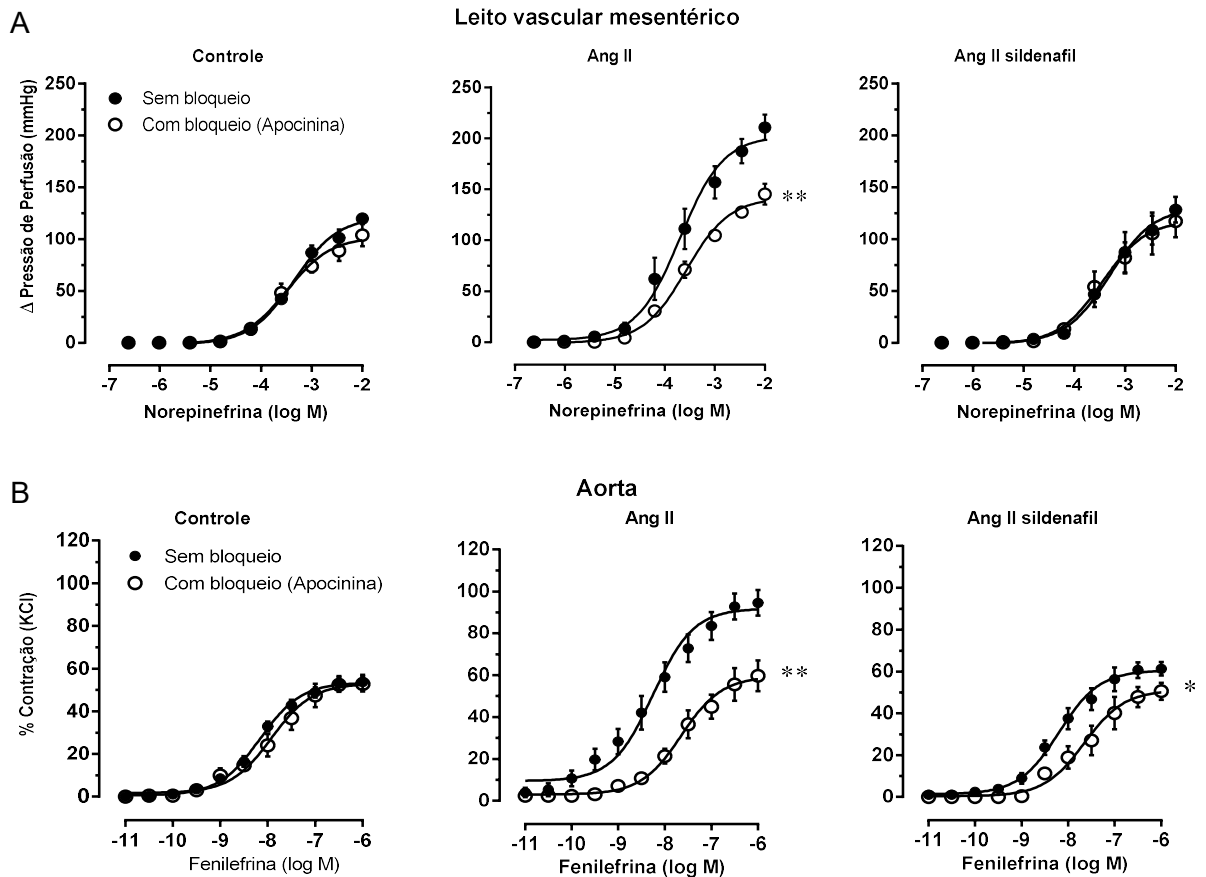 A
Leito vascular mesentérico
Controle
Ang II
Ang II sildenafil
Δ Pressão de Perfusão (mmHg)
250
200
150
100
50
0
Sem bloqueio
Com bloqueio (Apocinina)
-7 -6 -5 -4 -3 -2
Norepinefrina (log M)
250
200
150
100
50
0
**
-7 -6 -5 -4 -3 -2
Norepinefrina (log M)
250
200
150
100
50
0
-7 -6 -5 -4 -3 -2
Norepinefrina (log M)
B
Aorta
Controle
Ang II
Ang II sildenafil
% Contração (KCl)
120
100
80
60
40
20
0
Sem bloqueio
Com bloqueio (Apocinina)
-11 -10 -9 -8 -7 -6
Fenilefrina (log M)
120
100
80
60
40
20
0
**
-11 -10 -9 -8 -7 -6
Fenilefrina (log M)
120
100
80
60
40
20
0
*
-11 -10 -9 -8 -7 -6
Fenilefrina (log M)